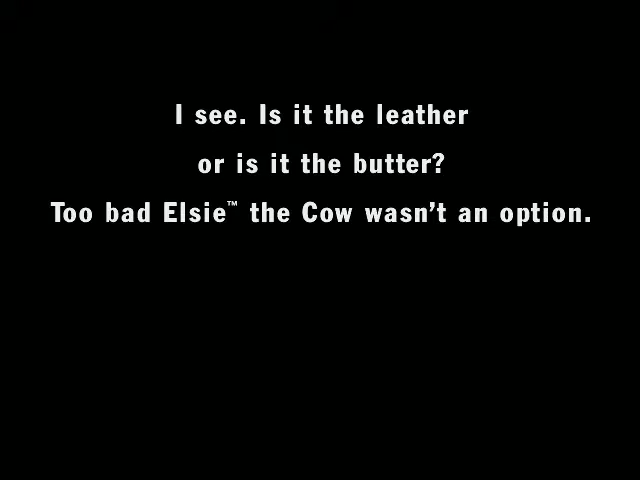 I see. Is it the leather
or is it the butter?
Too bad Elsie™ the Cow wasn't an option.